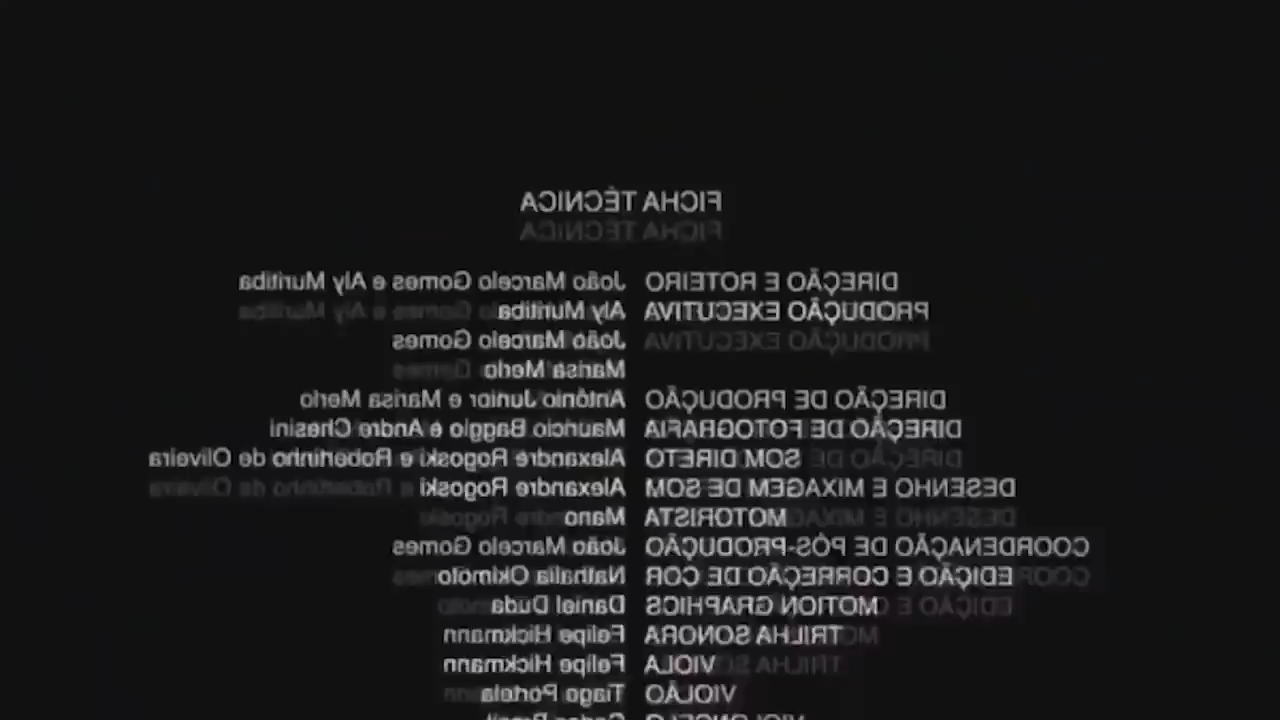 FICHA TÉCNICA
DIREÇÃO E ROTEIRO João Marcelo Gomes e Aly Muritiba
PRODUÇÃO EXECUTIVA Aly Muritiba
João Marcelo Gomes
Marisa Merlo
DIREÇÃO DE PRODUÇÃO Antônio Junior e Marisa Merlo
DIREÇÃO DE FOTOGRAFIA Mauricio Baggio e Andre Chesini
SOM DIRETO Alexandre Rogoski e Robertinho de Oliveira
DESENHO E MIXAGEM DE SOM Alexandre Rogoski
MOTORISTA Mano
COORDENAÇÃO DE PÓS-PRODUÇÃO João Marcelo Gomes
EDIÇÃO E CORREÇÃO DE COR Nathalia Okimoto
MOTION GRAPHICS Daniel Duda
TRILHA SONORA Felipe Hickmann
VIOLA Felipe Hickmann
VIOLÃO Tiago Portela
VIOLONCELO Carlos Brasil